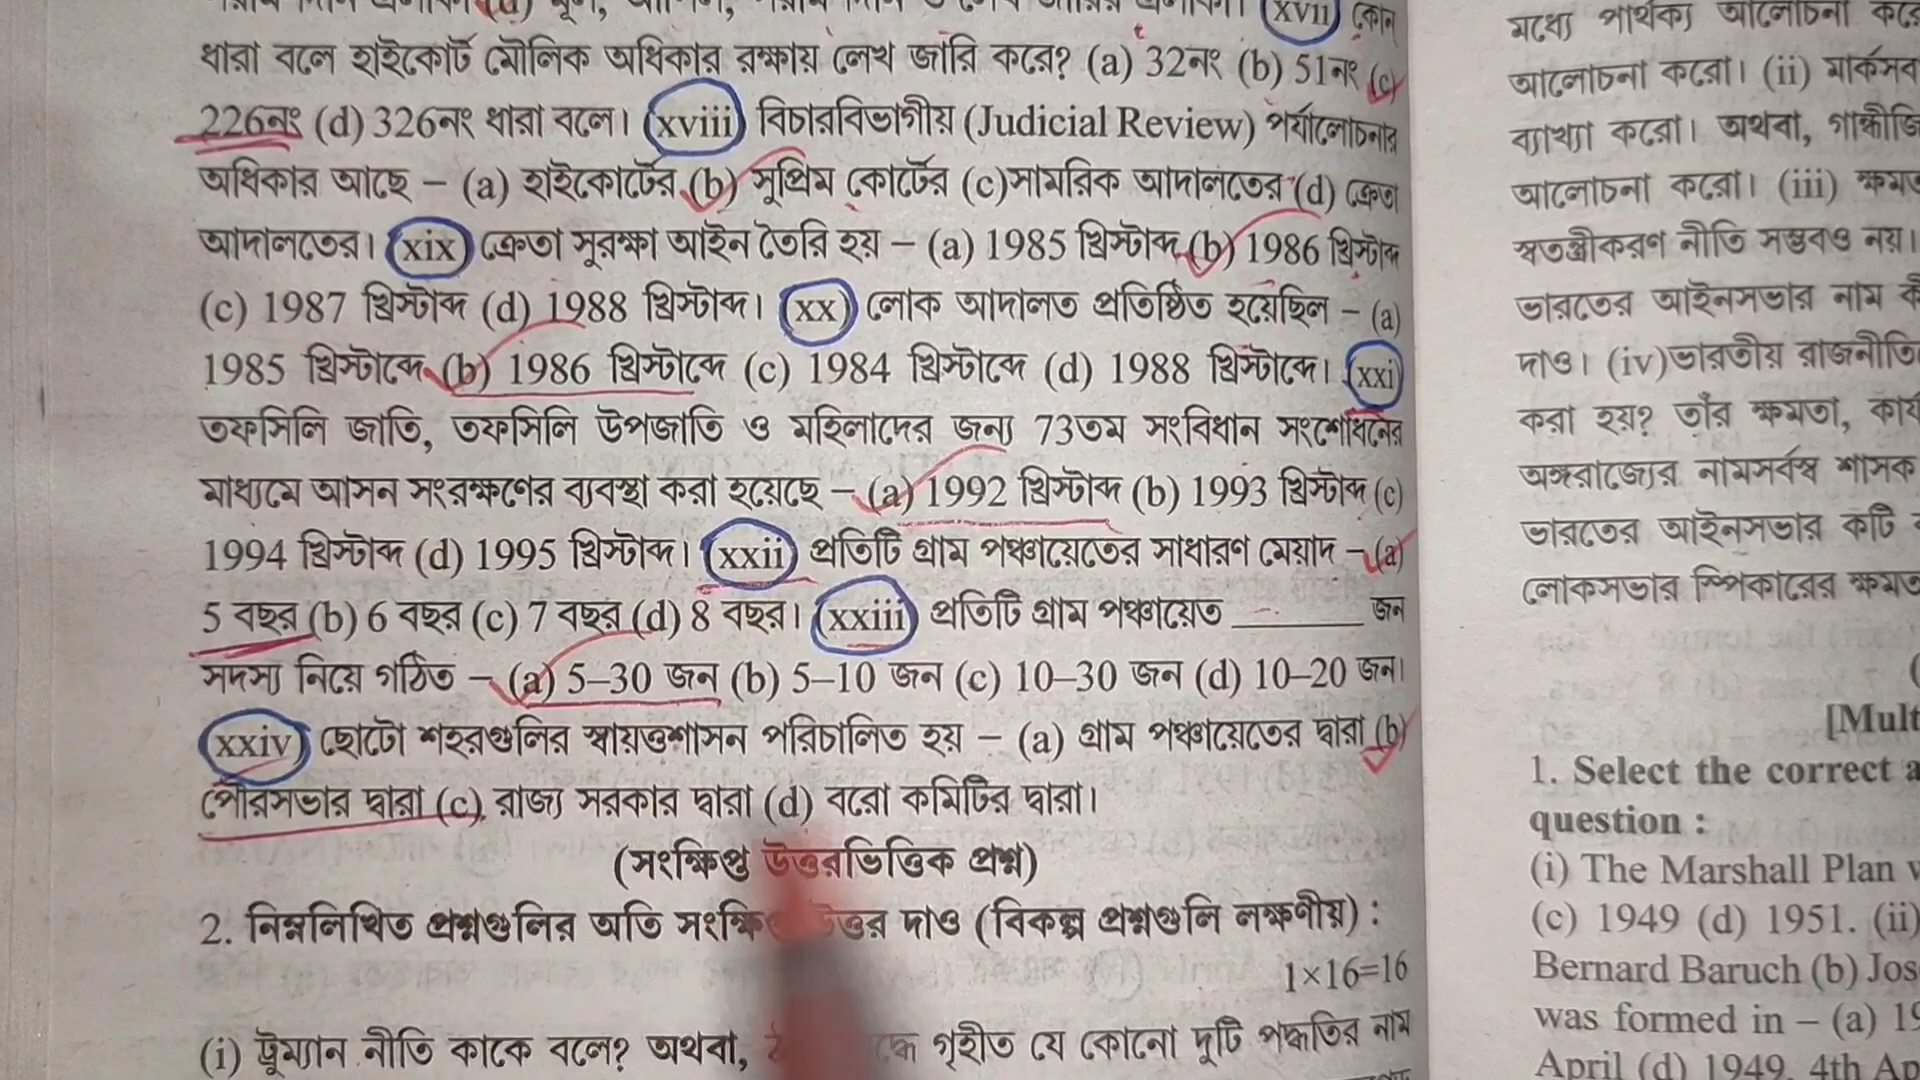 (xvii) কোন
ধারা বলে হাইকোর্ট মৌলিক অধিকার রক্ষায় লেখ জারি করে? (a) 32নং (b) 51নং (c)
226নং (d) 326নং ধারা বলে। (xviii) বিচারবিভাগীয় (Judicial Review) পর্যালোচনার
অধিকার আছে – (a) হাইকোর্টের (b) সুপ্রিম কোর্টের (c)সামরিক আদালতের (d) ক্রেতা
আদালতের। (xix) ক্রেতা সুরক্ষা আইন তৈরি হয় – (a) 1985 খ্রিস্টাব্দ (b) 1986 খ্রিস্টাব্দ
(c) 1987 খ্রিস্টাব্দ (d) 1988 খ্রিস্টাব্দ। (xx) লোক আদালত প্রতিষ্ঠিত হয়েছিল – (a)
1985 খ্রিস্টাব্দে (b) 1986 খ্রিস্টাব্দে (c) 1984 খ্রিস্টাব্দে (d) 1988 খ্রিস্টাব্দে। (xxi)
তফসিলি জাতি, তফসিলি উপজাতি ও মহিলাদের জন্য 73তম সংবিধান সংশোধনের
মাধ্যমে আসন সংরক্ষণের ব্যবস্থা করা হয়েছে – (a) 1992 খ্রিস্টাব্দ (b) 1993 খ্রিস্টাব্দ (c)
1994 খ্রিস্টাব্দ (d) 1995 খ্রিস্টাব্দ। (xxii) প্রতিটি গ্রাম পঞ্চায়েতের সাধারণ মেয়াদ – (a)
5 বছর (b) 6 বছর (c) 7 বছর (d) 8 বছর। (xxiii) প্রতিটি গ্রাম পঞ্চায়েত ________ জন
সদস্য নিয়ে গঠিত – (a) 5–30 জন (b) 5–10 জন (c) 10–30 জন (d) 10–20 জন।
(xxiv) ছোটো শহরগুলির স্বায়ত্তশাসন পরিচালিত হয় – (a) গ্রাম পঞ্চায়েতের দ্বারা (b)
পৌরসভার দ্বারা (c) রাজ্য সরকার দ্বারা (d) বরো কমিটির দ্বারা।
(সংক্ষিপ্ত উত্তরভিত্তিক প্রশ্ন)
2. নিম্নলিখিত প্রশ্নগুলির অতি সংক্ষিপ্ত উত্তর দাও (বিকল্প প্রশ্নগুলি লক্ষণীয়) :
1×16=16
(i) ট্রুম্যান নীতি কাকে বলে? অথবা, গৃহীত যে কোনো দুটি পদ্ধতির নাম
মধ্যে পার্থক্য আলোচনা
আলোচনা করো। (ii)
ব্যাখ্যা করো। অথবা,
আলোচনা করো। (iii)
স্বতন্ত্রীকরণ নীতি সম্ভবও নয়।
ভারতের আইনসভার নাম
দাও। (iv)ভারতীয়
করা হয়? তাঁর ক্ষমতা,
অঙ্গরাজ্যের নামসর্বস্ব শাসক
ভারতের আইনসভার কটি
লোকসভার স্পিকারের
[Mult
1. Select the correct a
question :
(i) The Marshall Plan
(c) 1949 (d) 1951. (ii)
Bernard Baruch (b) Jos
was formed in – (a) 19
April (d) 1949, 4th Ap